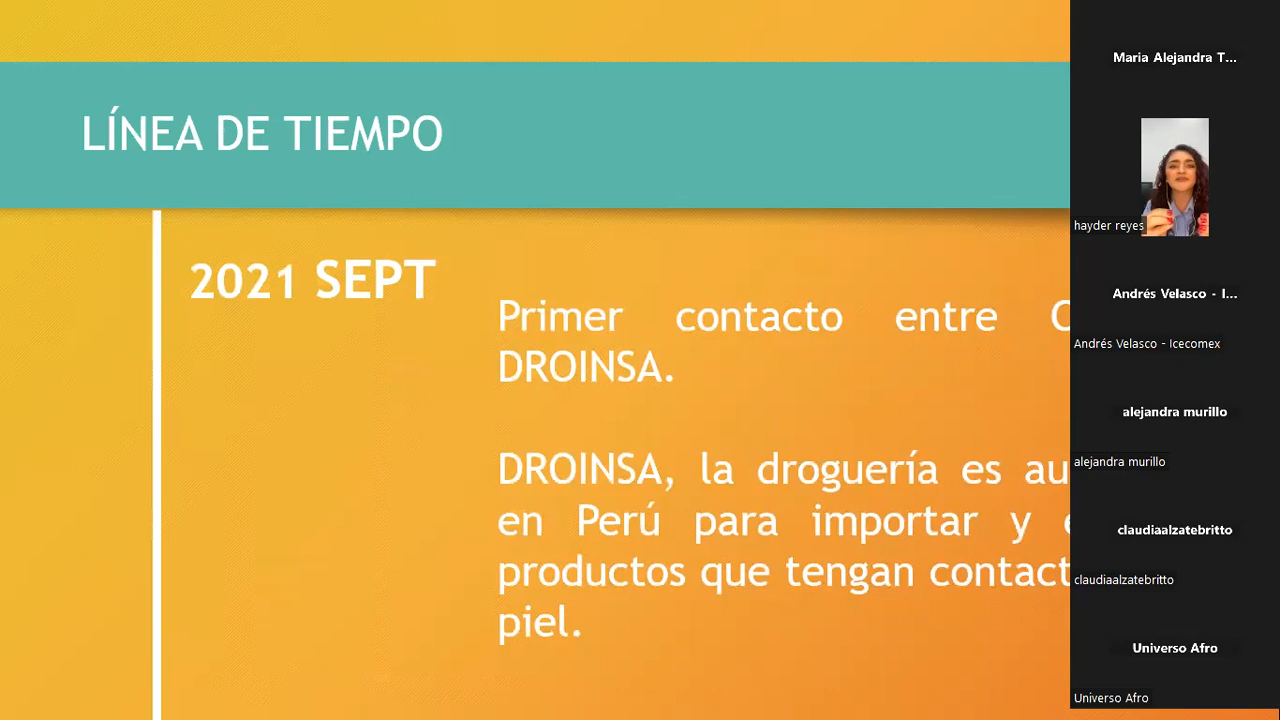 LÍNEA DE TIEMPO
2021 SEPT
Primer contacto entre
DROINSA.
DROINSA, la droguería es
en Perú para importar y
productos que tengan
piel.
Maria Alejandra T...
hayder reyes
Andrés Velasco - I...
Andrés Velasco - Icecomex
alejandra murillo
alejandra murillo
claudiaalzatebritto
claudiaalzatebritto
Universo Afro
Universo Afro